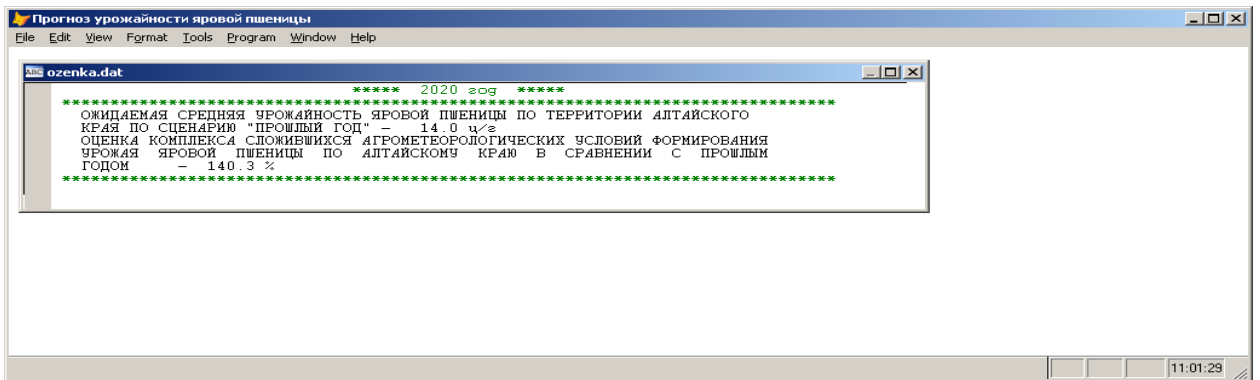 Прогноз урожайности яровой пшеницы
File Edit View Format Tools Program Window Help
ozenka.dat
***** 2020 год *****
********************************************************************************
ОЖИДАЕМАЯ СРЕДНЯЯ УРОЖАЙНОСТЬ ЯРОВОЙ ПШЕНИЦЫ ПО ТЕРРИТОРИИ АЛТАЙСКОГО
КРАЯ ПО СЦЕНАРИЮ "ПРОШЛЫЙ ГОД" – 14.0 ц/г
ОЦЕНКА КОМПЛЕКСА СЛОЖИВШИХСЯ АГРОМЕТЕОРОЛОГИЧЕСКИХ УСЛОВИЙ ФОРМИРОВАНИЯ
УРОЖАЯ ЯРОВОЙ ПШЕНИЦЫ ПО АЛТАЙСКОМУ КРАЮ В СРАВНЕНИИ С ПРОШЛЫМ
ГОДОМ – 140.3 %
********************************************************************************
11:01:29